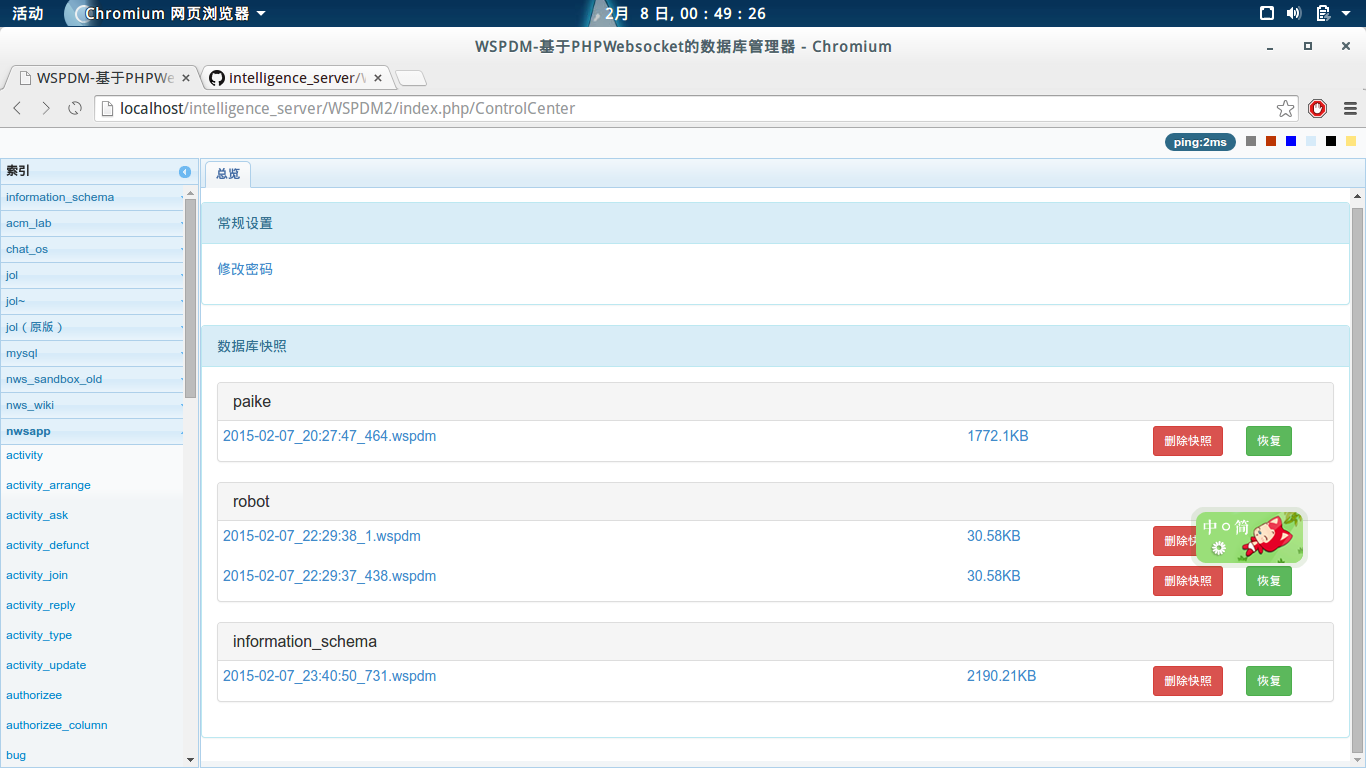 活动 Chromium 网页浏览器 2月 8 日, 00 : 49 : 26
WSPDM-基于PHPWebsocket的数据库管理器 - Chromium
WSPDM-基于PHPWe intelligence_server/
localhost/intelligence_server/WSPDM2/index.php/ControlCenter
ping:2ms
索引
information_schema
acm_lab
chat_os
jol
jol~
jol ( 原版 )
mysql
nws_sandbox_old
nws_wiki
nwsapp
activity
activity_arrange
activity_ask
activity_defunct
activity_join
activity_reply
activity_type
activity_update
authorizee
authorizee_column
bug
总览
常规设置
修改密码
数据库快照
paike
2015-02-07_20:27:47_464.wspdm 1772.1KB 删除快照 恢复
robot
2015-02-07_22:29:38_1.wspdm 30.58KB 删除快
中 简
2015-02-07_22:29:37_438.wspdm 30.58KB 删除快照 恢复
information_schema
2015-02-07_23:40:50_731.wspdm 2190.21KB 删除快照 恢复